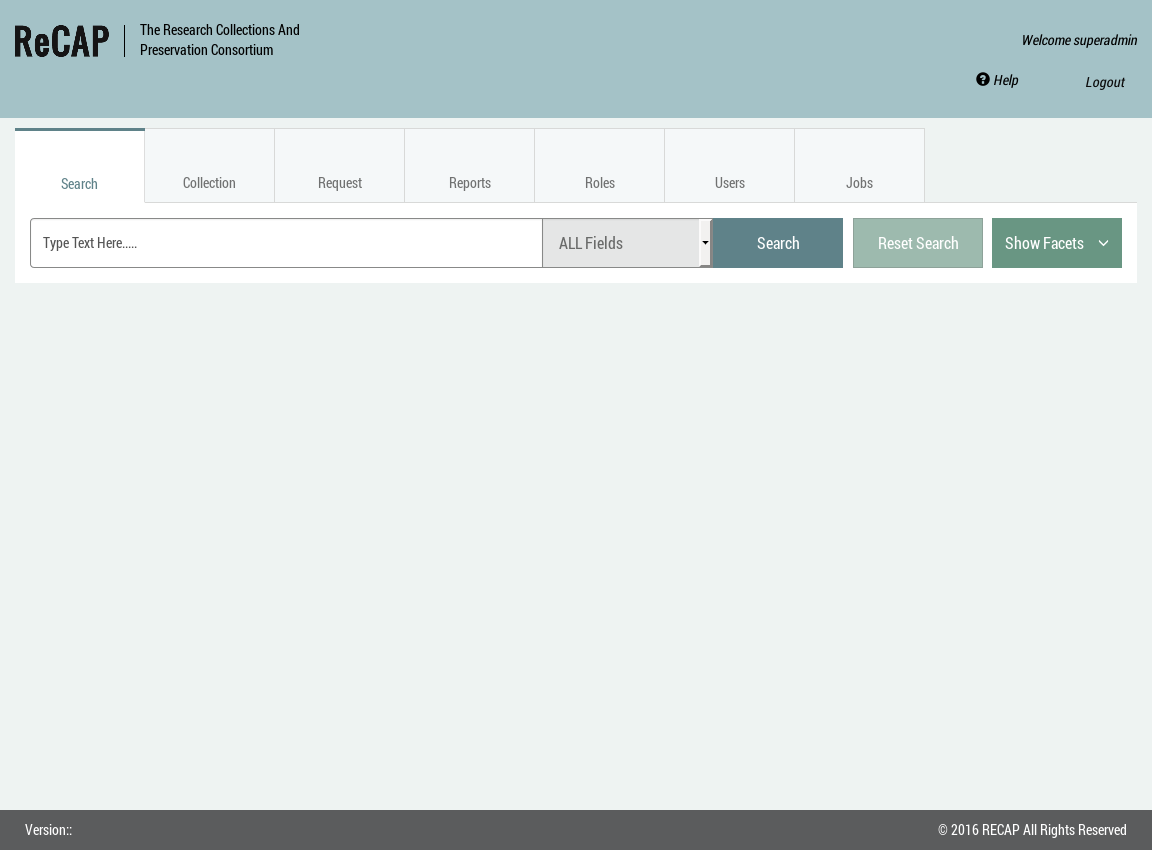 ReCAP
The Research Collections And
Preservation Consortium
Welcome superadmin
Help
Logout
Search
Collection
Request
Reports
Roles
Users
Jobs
Type Text Here.....
ALL Fields
Search
Reset Search
Show Facets
Version::
© 2016 RECAP All Rights Reserved